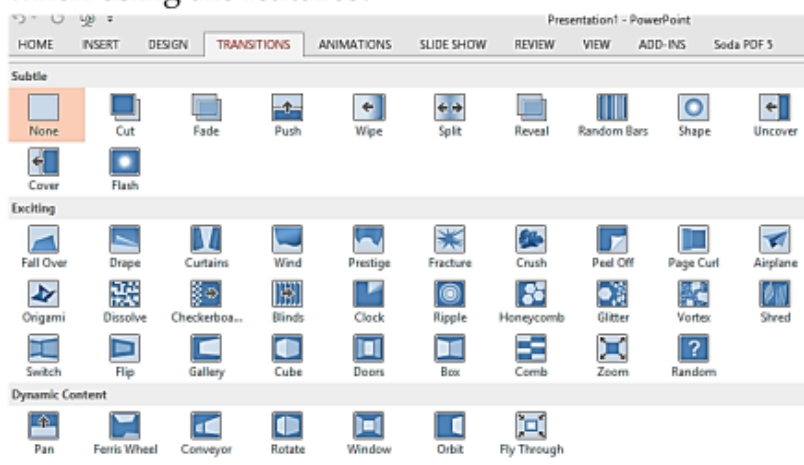 Presentation1 - PowerPoint
HOME INSERT DESIGN TRANSITIONS ANIMATIONS SLIDE SHOW REVIEW VIEW ADD-INS Soda PDF 5
Subtle
None Cut Fade Push Wipe Split Reveal Random Bars Shape Uncover
Cover Flash
Exciting
Fall Over Drape Curtains Wind Prestige Fracture Crush Peel Off Page Curl Airplane
Origami Dissolve Checkerboa... Blinds Clock Ripple Honeycomb Glitter Vortex Shred
Switch Flip Gallery Cube Doors Box Comb Zoom Random
Dynamic Content
Pan Ferris Wheel Conveyor Rotate Window Orbit Fly Through